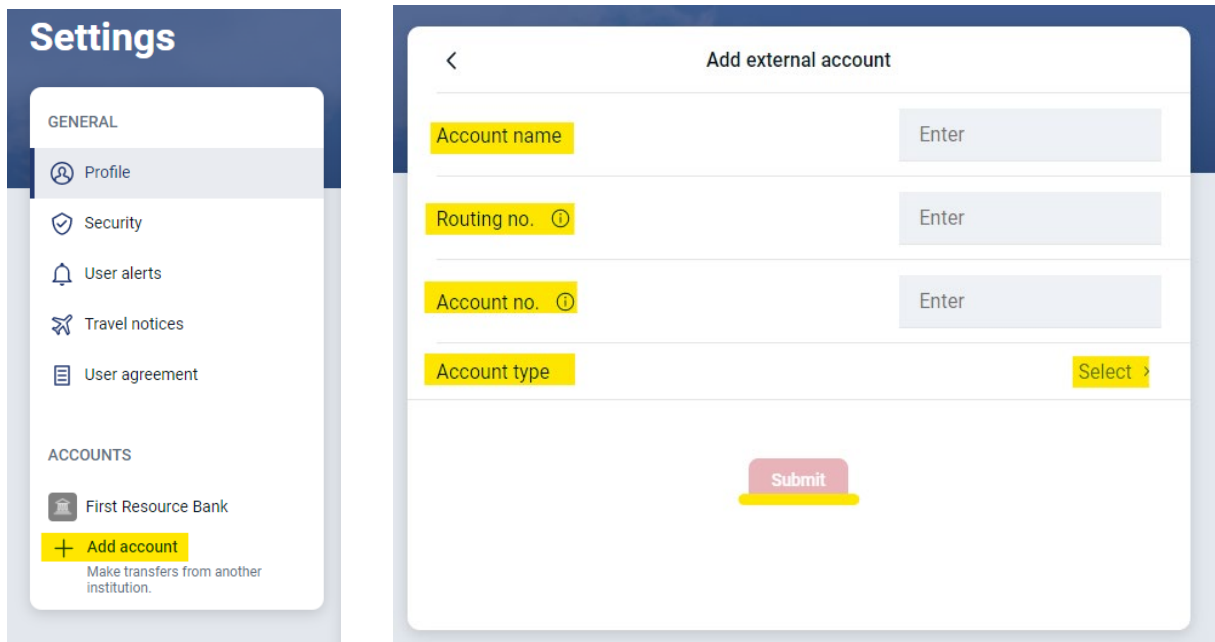 Settings
GENERAL
Profile
Security
User alerts
Travel notices
User agreement
ACCOUNTS
First Resource Bank
Add account
Make transfers from another
institution.
Add external account
Account name Enter
Routing no. Enter
Account no. Enter
Account type Select
Submit